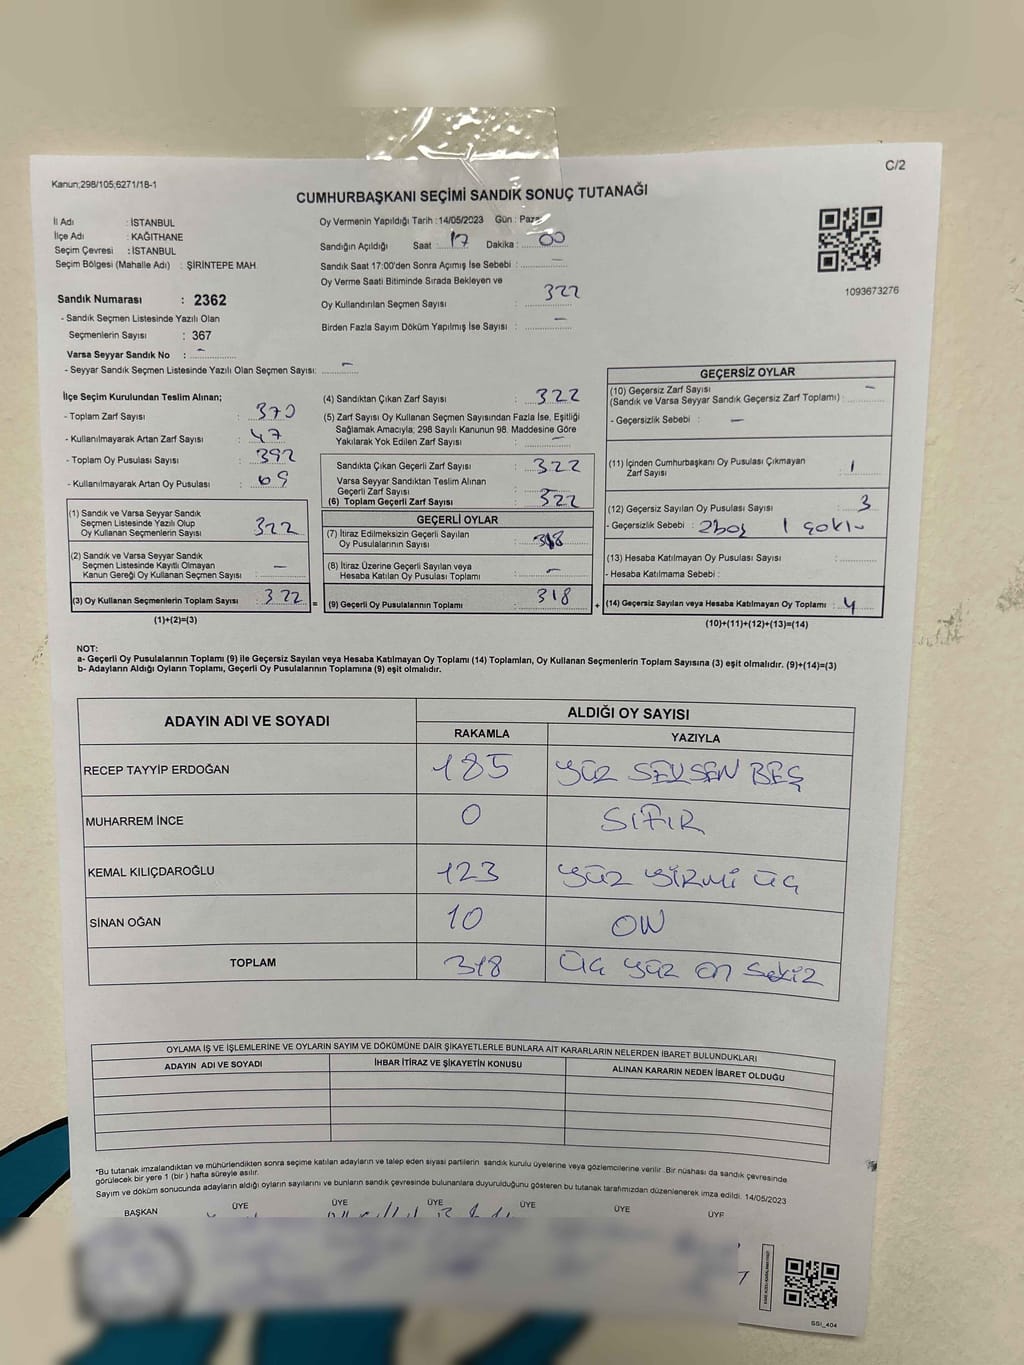 C/2
Kanun;298/105;6271/18-1
CUMHURBAŞKANI SEÇİMİ SANDIK SONUÇ TUTANAĞI
İl Adı : İSTANBUL
İlçe Adı : KAĞITHANE
Seçim Çevresi : İSTANBUL
Seçim Bölgesi (Mahalle Adı) : ŞİRİNTEPE MAH
Oy Vermenin Yapıldığı Tarih : 14/05/2023 Gün :
Sandığın Açıldığı Saat : 17 Dakika : 00
Sandık Saat 17:00'den Sonra Açmış İse Sebebi : –
Oy Verme Saati Bitiminde Sırada Bekleyen ve
Oy Kullandırılan Seçmen Sayısı : 322
Birden Fazla Sayım Döküm Yapılmış İse Sayısı : –
1093673276
Sandık Numarası : 2362
- Sandık Seçmen Listesinde Yazılı Olan
Seçmenlerin Sayısı : 367
Varsa Seyyar Sandık No : –
- Seyyar Sandık Seçmen Listesinde Yazılı Olan Seçmen Sayısı: –
İlçe Seçim Kurulundan Teslim Alınan;
- Toplam Zarf Sayısı : 370
- Kullanılmayarak Artan Zarf Sayısı : 47
- Toplam Oy Pusulası Sayısı : 392
- Kullanılmayarak Artan Oy Pusulası : 69
(1) Sandık ve Varsa Seyyar Sandık
Seçmen Listesinde Yazılı Olup
Oy Kullanan Seçmenlerin Sayısı : 322
(2) Sandık ve Varsa Seyyar Sandık
Seçmen Listesinde Kayıtlı Olmayan
Kanun Gereği Oy Kullanan Seçmen Sayısı : –
(3) Oy Kullanan Seçmenlerin Toplam Sayısı : 322 =
(1)+(2)=(3)
(4) Sandıktan Çıkan Zarf Sayısı : 322
(5) Zarf Sayısı Oy Kullanan Seçmen Sayısından Fazla İse, Eşitliği
Sağlamak Amacıyla; 298 Sayılı Kanunun 98. Maddesine Göre
Yakılarak Yok Edilen Zarf Sayısı : –
Sandıkta Çıkan Geçerli Zarf Sayısı : 322
Varsa Seyyar Sandıktan Teslim Alınan
Geçerli Zarf Sayısı : –
(6) Toplam Geçerli Zarf Sayısı : 322
GEÇERLİ OYLAR
(7) İtiraz Edilmeksizin Geçerli Sayılan
Oy Pusulalarının Sayısı : 318
(8) İtiraz Üzerine Geçerli Sayılan veya
Hesaba Katılan Oy Pusulası Toplamı : –
(9) Geçerli Oy Pusulalarının Toplamı : 318 +
GEÇERSİZ OYLAR
(10) Geçersiz Zarf Sayısı
(Sandık ve Varsa Seyyar Sandık Geçersiz Zarf Toplamı) : –
- Geçersizlik Sebebi : –
(11) İçinden Cumhurbaşkanı Oy Pusulası Çıkmayan
Zarf Sayısı : 1
(12) Geçersiz Sayılan Oy Pusulası Sayısı : 3
- Geçersizlik Sebebi : 2boş 1
(13) Hesaba Katılmayan Oy Pusulası Sayısı :
- Hesaba Katılmama Sebebi :
(14) Geçersiz Sayılan veya Hesaba Katılmayan Oy Toplamı : 4
(10)+(11)+(12)+(13)=(14)
NOT:
a- Geçerli Oy Pusulalarının Toplamı (9) ile Geçersiz Sayılan veya Hesaba Katılmayan Oy Toplamı (14) Toplamları, Oy Kullanan Seçmenlerin Toplam Sayısına (3) eşit olmalıdır. (9)+(14)=(3)
b- Adayların Aldığı Oyların Toplamı, Geçerli Oy Pusulalarının Toplamına (9) eşit olmalıdır.
ADAYIN ADI VE SOYADI ALDIĞI OY SAYISI
RAKAMLA YAZIYLA
RECEP TAYYİP ERDOĞAN 185 YÜZ SEKSEN BEŞ
MUHARREM İNCE 0 SIFIR
KEMAL KILIÇDAROĞLU 123 YÜZ YİRMİ ÜÇ
SİNAN OĞAN 10 ON
TOPLAM 318 ÜÇ YÜZ ON SEKİZ
OYLAMA İŞ VE İŞLEMLERİNE VE OYLARIN SAYIM VE DÖKÜMÜNE DAİR ŞİKAYETLERLE BUNLARA AİT KARARLARIN NELERDEN İBARET BULUNDUKLARI
ADAYIN ADI VE SOYADI İHBAR İTİRAZ VE ŞİKAYETİN KONUSU ALINAN KARARIN NEDEN İBARET OLDUĞU
*Bu tutanak imzalandıktan ve mühürlendikten sonra seçime katılan adayların ve talep eden siyasi partilerin sandık kurulu üyelerine veya gözlemcilerine verilir. Bir nüshası da sandık çevresinde
görülecek bir yere 1 (bir ) hafta süreyle asılır.
Sayım ve döküm sonucunda adayların aldığı oyların sayılarını ve bunların sandık çevresinde bulunanlara duyurulduğunu gösteren bu tutanak tarafımızdan düzenlenerek imza edildi. 14/05/2023
BAŞKAN ÜYE ÜYE ÜYE ÜYE ÜYE ÜYE
SSI_404